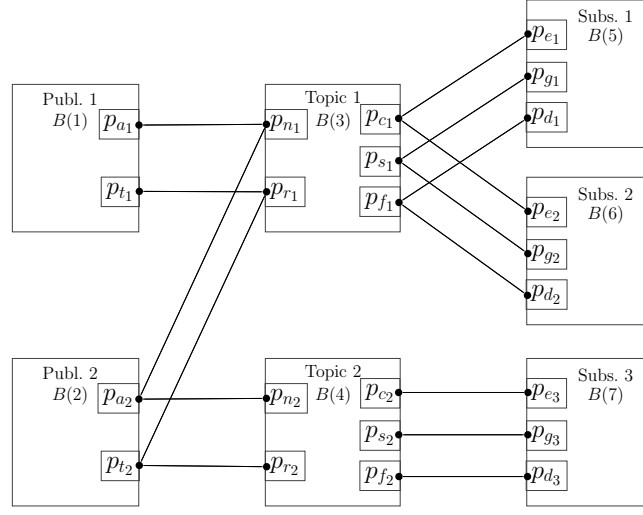 Publ. 1
B(1)
p_{a_1}
p_{t_1}
Topic 1
B(3)
p_{n_1}
p_{r_1}
p_{c_1}
p_{s_1}
p_{f_1}
Subs. 1
B(5)
p_{e_1}
p_{g_1}
p_{d_1}
Subs. 2
B(6)
p_{e_2}
p_{g_2}
p_{d_2}
Publ. 2
B(2)
p_{a_2}
p_{t_2}
Topic 2
B(4)
p_{n_2}
p_{r_2}
p_{c_2}
p_{s_2}
p_{f_2}
Subs. 3
B(7)
p_{e_3}
p_{g_3}
p_{d_3}